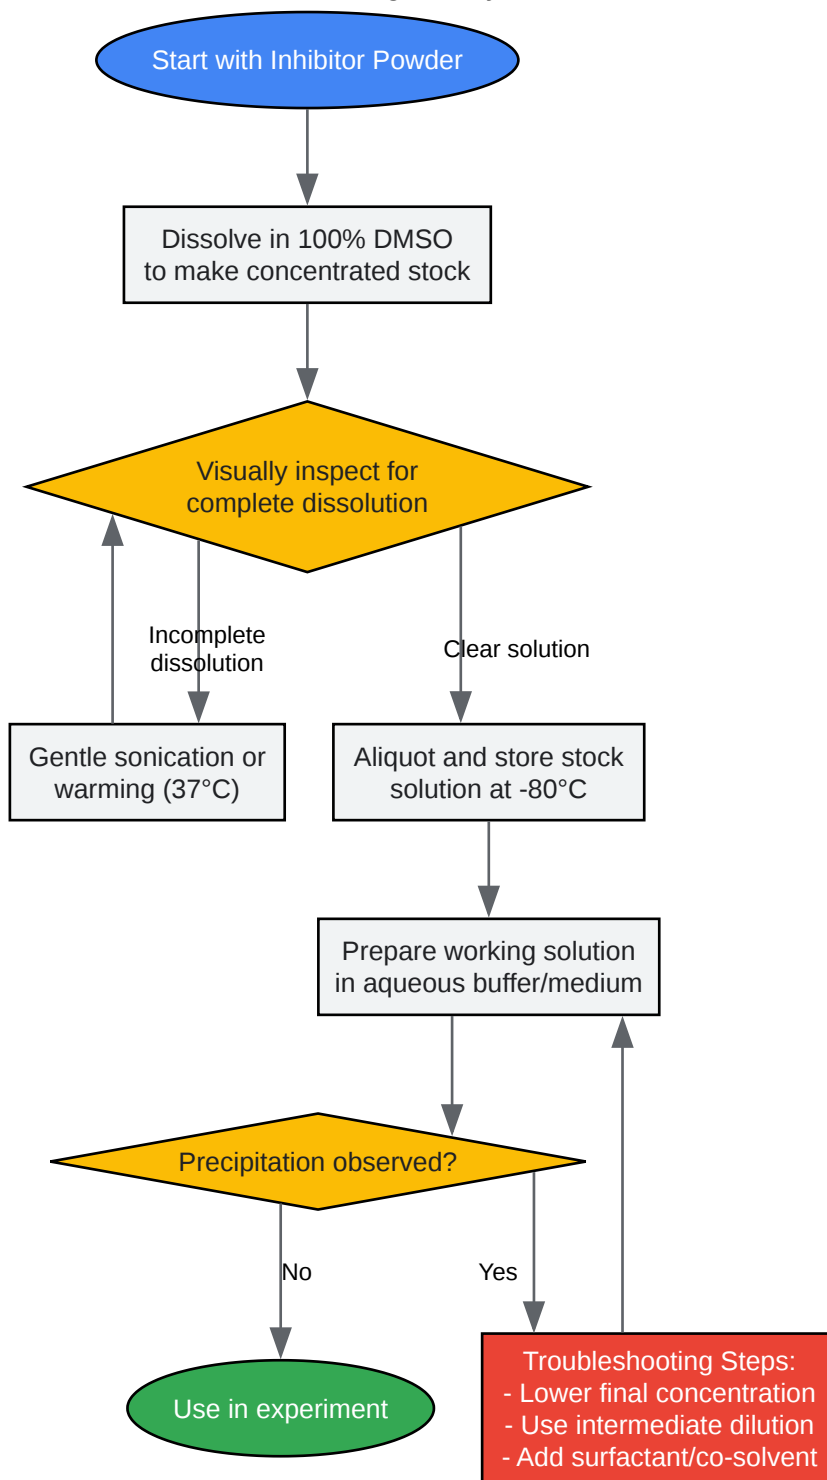 Start with Inhibitor Powder
Dissolve in 100% DMSO
to make concentrated stock
Visually inspect for
complete dissolution
Incomplete
dissolution
Clear solution
Gentle sonication or
warming (37°C)
Aliquot and store stock
solution at -80°C
Prepare working solution
in aqueous buffer/medium
Precipitation observed?
No
Yes
Use in experiment
Troubleshooting Steps:
- Lower final concentration
- Use intermediate dilution
- Add surfactant/co-solvent